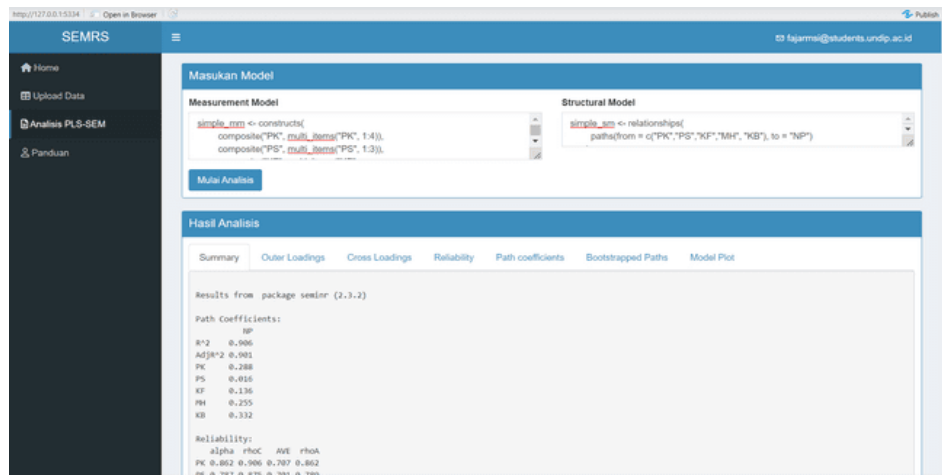 http://127.0.0.1:5334 Open in Browser Publish
SEMRS fajarmsi@students.undip.ac.id
Home
Upload Data
Analisis PLS-SEM
Panduan
Masukan Model
Measurement Model Structural Model
simple_mm <- constructs(
composite("PK", multi_items("PK", 1:4)),
composite("PS", multi_items("PS", 1:3)),
simple_sm <- relationships(
paths(from = c("PK","PS","KF","MH", "KB"), to = "NP")
Mulai Analisis
Hasil Analisis
Summary Outer Loadings Cross Loadings Reliability Path coefficients Bootstrapped Paths Model Plot
Results from package seminr (2.3.2)
Path Coefficients:
NP
R^2 0.906
AdjR^2 0.901
PK 0.288
PS 0.016
KF 0.136
MH 0.255
KB 0.332
Reliability:
alpha rhoC AVE rhoA
PK 0.862 0.906 0.707 0.862